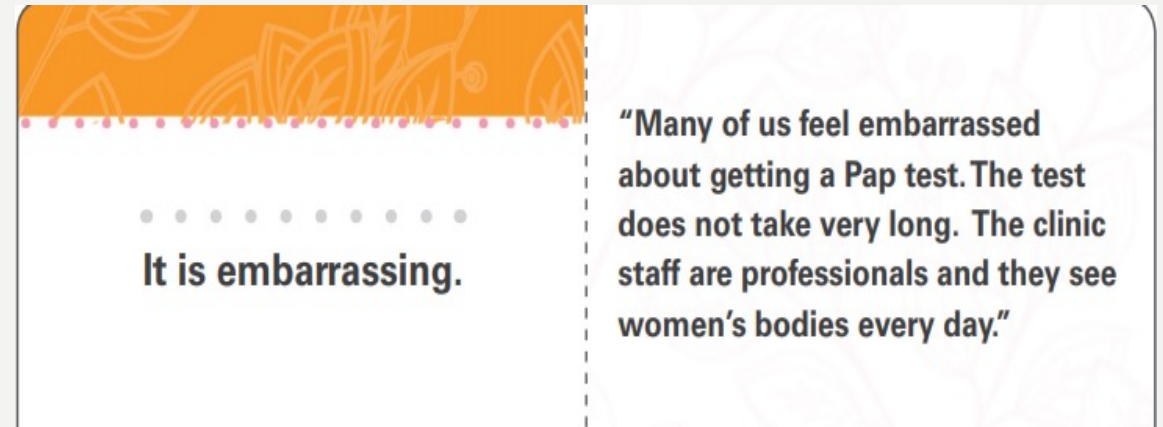 It is embarrassing.
“Many of us feel embarrassed
about getting a Pap test. The test
does not take very long. The clinic
staff are professionals and they see
women’s bodies every day.”